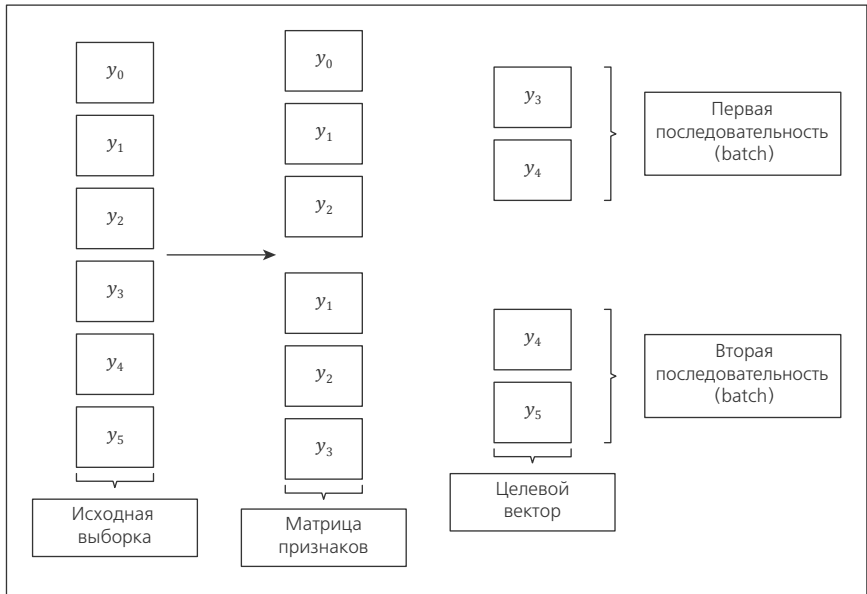 y₀
y₁
y₂
y₃
y₄
y₅
Исходная
выборка
y₀
y₁
y₂
y₁
y₂
y₃
Матрица
признаков
y₃
y₄
y₄
y₅
Целевой
вектор
Первая
последовательность
(batch)
Вторая
последовательность
(batch)